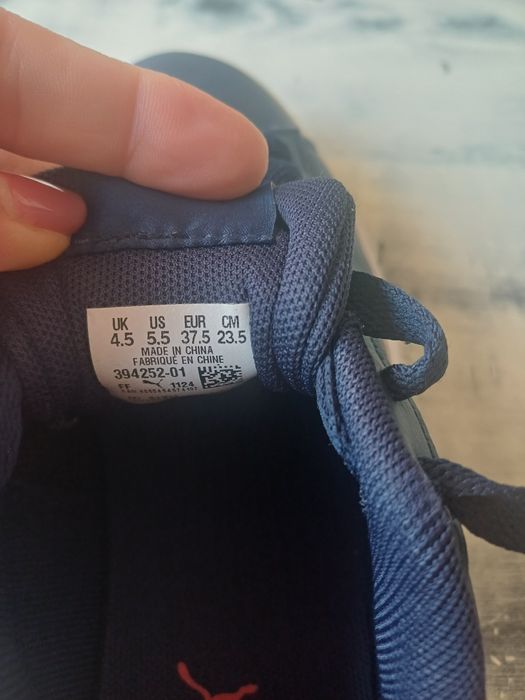 UK US EUR CM
4.5 5.5 37.5 23.5
MADE IN CHINA
FABRIQUÉ EN CHINE
394252-01
FF 1124